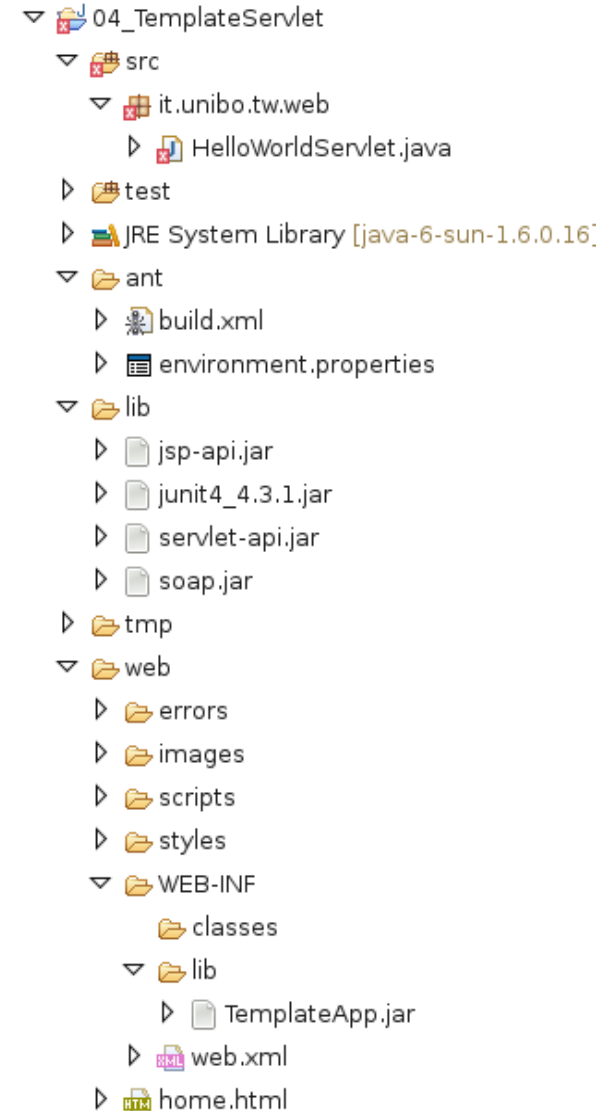 04_TemplateServlet
src
it.unibo.tw.web
HelloWorldServlet.java
test
JRE System Library [java-6-sun-1.6.0.16]
ant
build.xml
environment.properties
lib
jsp-api.jar
junit4_4.3.1.jar
servlet-api.jar
soap.jar
tmp
web
errors
images
scripts
styles
WEB-INF
classes
lib
TemplateApp.jar
web.xml
home.html